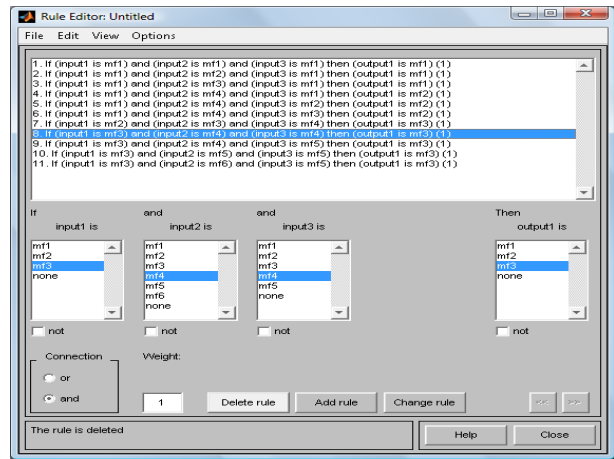 Rule Editor: Untitled
File Edit View Options
1. If (input1 is mf1) and (input2 is mf1) and (input3 is mf1) then (output1 is mf1) (1)
2. If (input1 is mf1) and (input2 is mf2) and (input3 is mf1) then (output1 is mf1) (1)
3. If (input1 is mf1) and (input2 is mf3) and (input3 is mf1) then (output1 is mf1) (1)
4. If (input1 is mf1) and (input2 is mf4) and (input3 is mf1) then (output1 is mf2) (1)
5. If (input1 is mf2) and (input2 is mf4) and (input3 is mf2) then (output1 is mf2) (1)
6. If (input1 is mf1) and (input2 is mf4) and (input3 is mf3) then (output1 is mf2) (1)
7. If (input1 is mf2) and (input2 is mf3) and (input3 is mf4) then (output1 is mf3) (1)
8. If (input1 is mf3) and (input2 is mf4) and (input3 is mf4) then (output1 is mf3) (1)
9. If (input1 is mf3) and (input2 is mf4) and (input3 is mf5) then (output1 is mf3) (1)
10. If (input1 is mf3) and (input2 is mf5) and (input3 is mf5) then (output1 is mf3) (1)
11. If (input1 is mf3) and (input2 is mf6) and (input3 is mf5) then (output1 is mf3) (1)
If and and Then
input1 is input2 is input3 is output1 is
mf1 mf1 mf1 mf1
mf2 mf2 mf2 mf2
mf3 mf3 mf3 mf3
none mf4 mf4 none
mf5 mf5
mf6 none
none
not not not not
Connection Weight:
or
and 1 Delete rule Add rule Change rule << >>
The rule is deleted Help Close